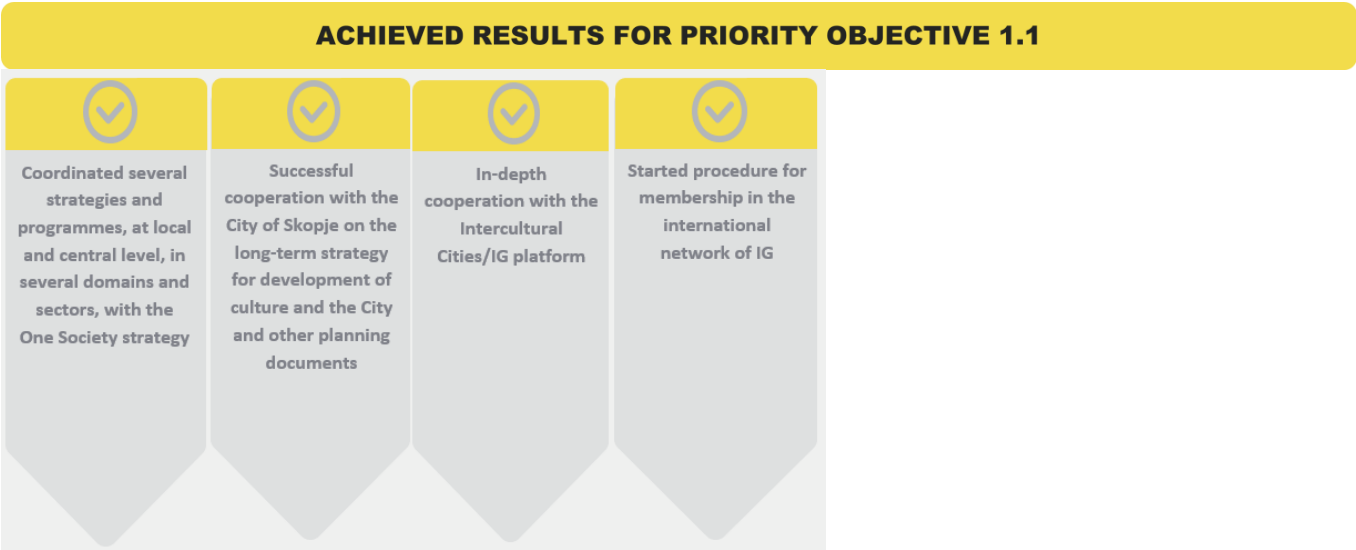 ACHIEVED RESULTS FOR PRIORITY OBJECTIVE 1.1
Coordinated several
strategies and
programmes, at local
and central level, in
several domains and
sectors, with the
One Society strategy
Successful
cooperation with the
City of Skopje on the
long-term strategy
for development of
culture and the City
and other planning
documents
In-depth
cooperation with the
Intercultural
Cities/IG platform
Started procedure for
membership in the
international
network of IG